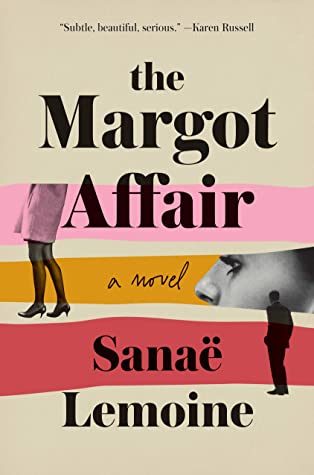 “Subtle, beautiful, serious.” —Karen Russell
the
Margot
Affair
a novel
Sanaë
Lemoine